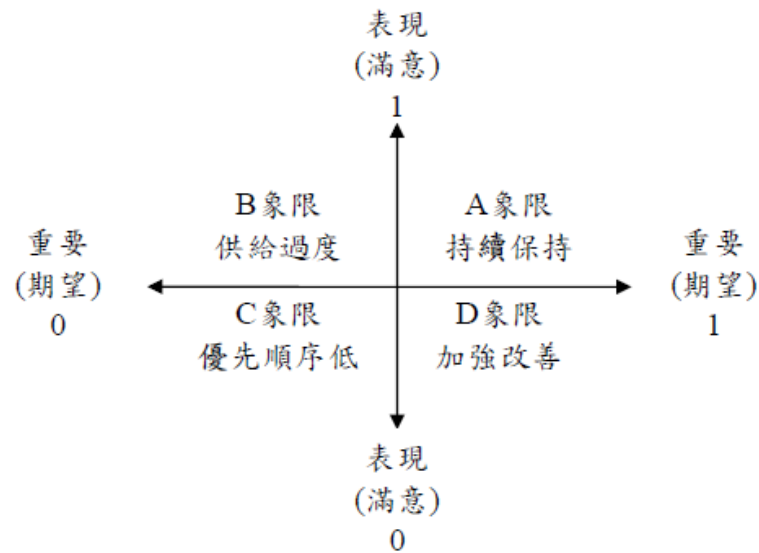 表現
(滿意)
1
B象限
供給過度
A象限
持續保持
重要
(期望)
0
重要
(期望)
1
C象限
優先順序低
D象限
加強改善
表現
(滿意)
0